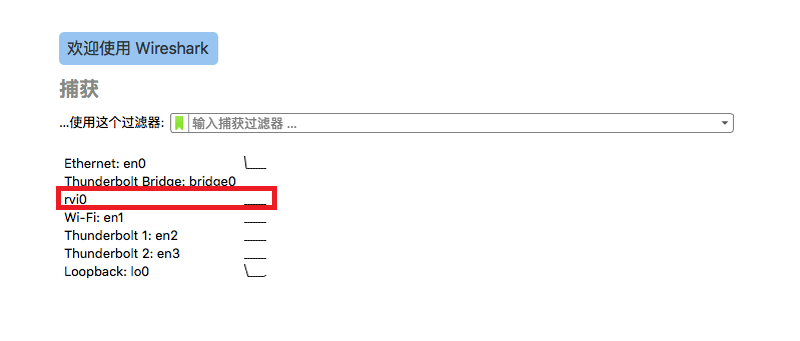 欢迎使用 Wireshark
捕获
...使用这个过滤器: 输入捕获过滤器 ...
Ethernet: en0
Thunderbolt Bridge: bridge0
rvi0
Wi-Fi: en1
Thunderbolt 1: en2
Thunderbolt 2: en3
Loopback: lo0